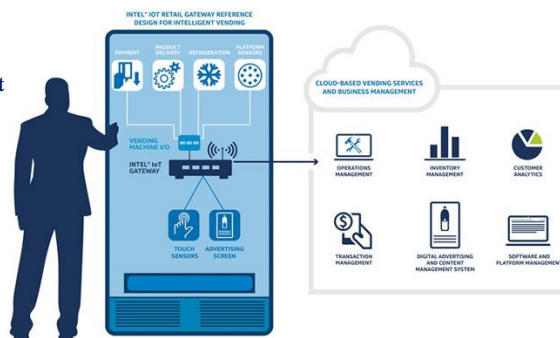 INTEL® IOT RETAIL GATEWAY REFERENCE
DESIGN FOR INTELLIGENT VENDING
PAYMENT
PRODUCT
DELIVERY
REFRIGERATION
PLATFORM
SENSORS
VENDING
MACHINE I/O
INTEL® IoT
GATEWAY
TOUCH
SENSORS
ADVERTISING
SCREEN
CLOUD-BASED VENDING SERVICES
AND BUSINESS MANAGEMENT
OPERATIONS
MANAGEMENT
INVENTORY
MANAGEMENT
CUSTOMER
ANALYTICS
TRANSACTION
MANAGEMENT
DIGITAL ADVERTISING
AND CONTENT
MANAGEMENT SYSTEM
SOFTWARE AND
PLATFORM MANAGEMENT